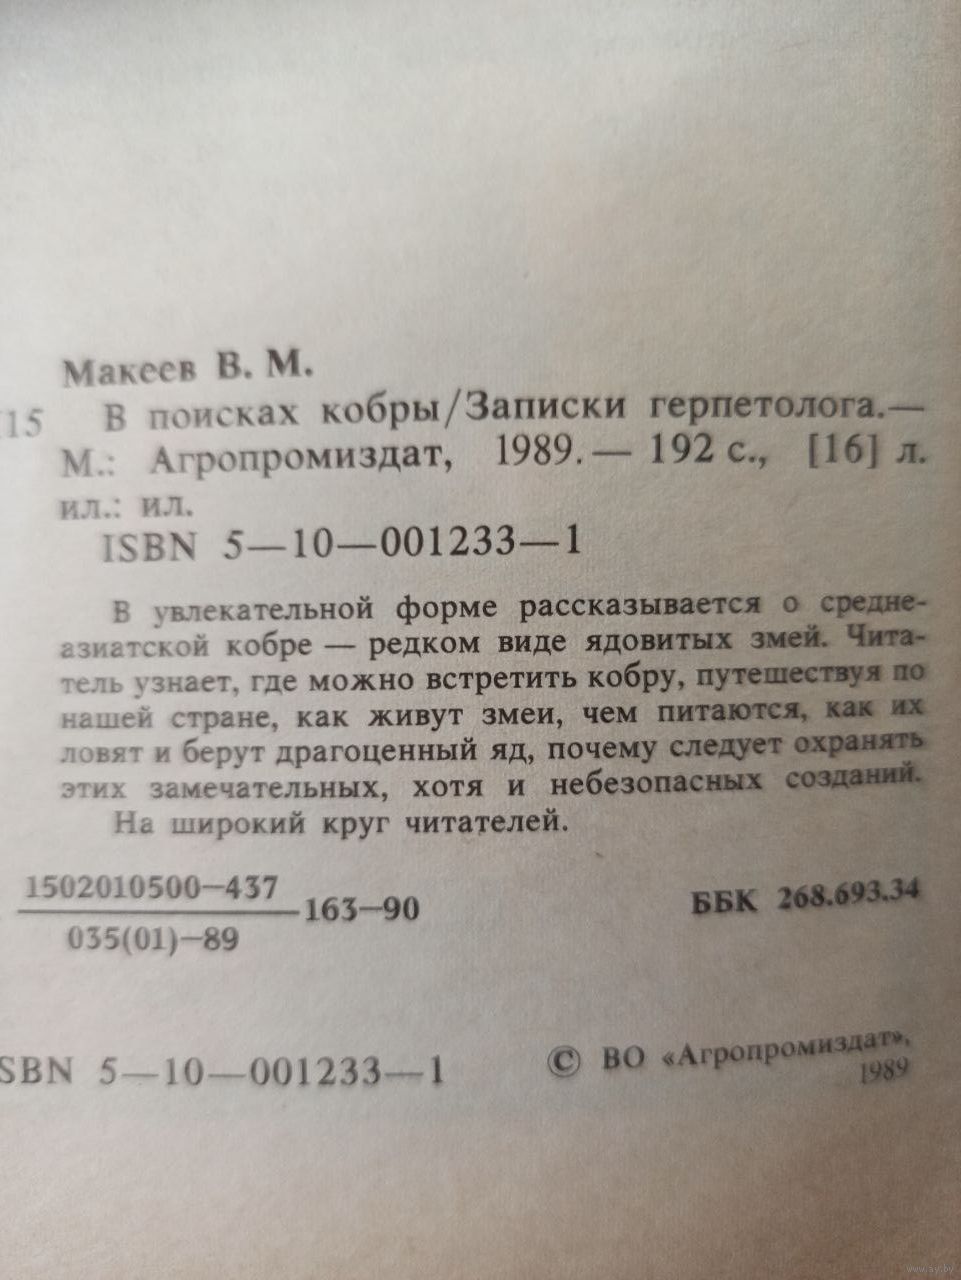 Макеев В. М.
15 В поисках кобры/Записки герпетолога.—
М.: Агропромиздат, 1989.— 192 с., [16] л.
ил.: ил.
ISBN 5—10—001233—1
В увлекательной форме рассказывается о средне-
азиатской кобре — редком виде ядовитых змей. Чита-
тель узнает, где можно встретить кобру, путешествуя по
нашей стране, как живут змеи, чем питаются, как их
ловят и берут драгоценный яд, почему следует охранять
этих замечательных, хотя и небезопасных созданий.
На широкий круг читателей.
1502010500—437
035(01)—89
163—90
ББК 268.693.34
SBN 5—10—001233—1
© ВО «Агропромиздат»,
1989
www.ay.by